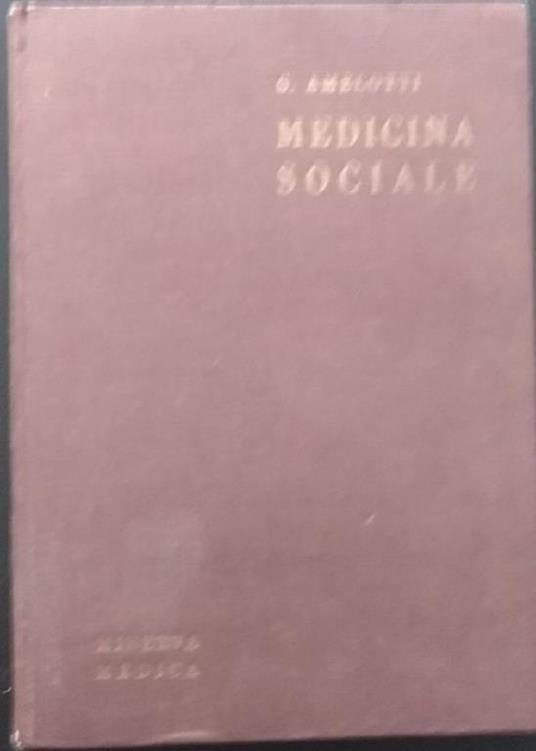 G. AMELOTTI
MEDICINA
SOCIALE
MINERVA
MEDICA